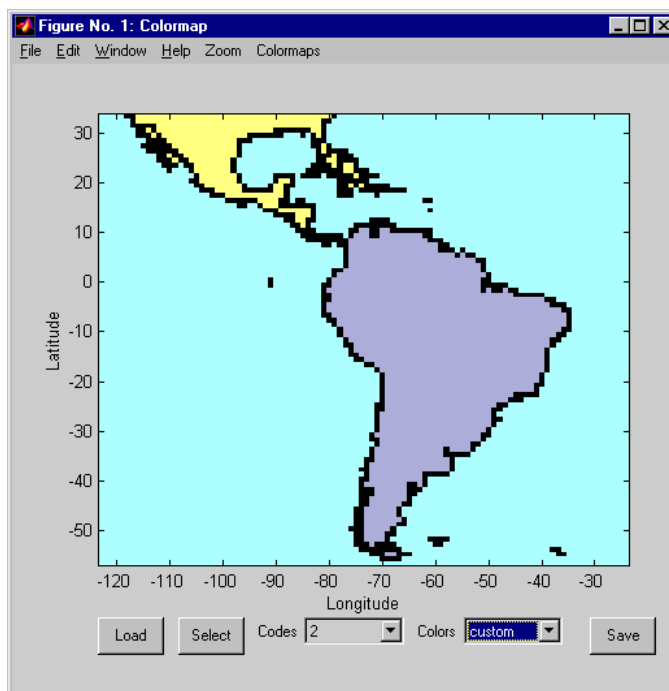 Figure No. 1: Colormap
File Edit Window Help Zoom Colormaps
30
20
10
0
-10
-20
-30
-40
-50
Latitude
-120 -110 -100 -90 -80 -70 -60 -50 -40 -30
Longitude
Load Select Codes 2 Colors custom Save